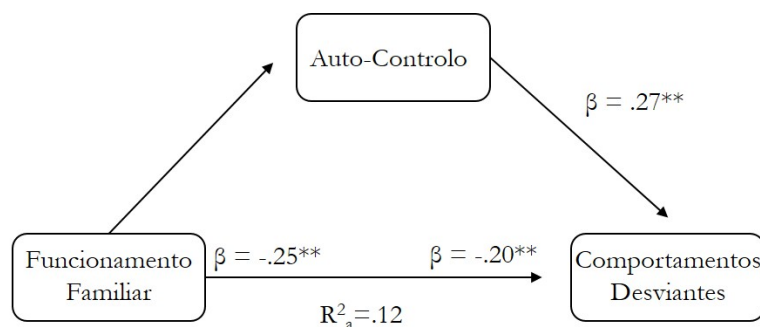 Auto-Controlo
β = .27**
Funcionamento
Familiar
β = -.25**
β = -.20**
Comportamentos
Desviantes
R²ₐ=.12